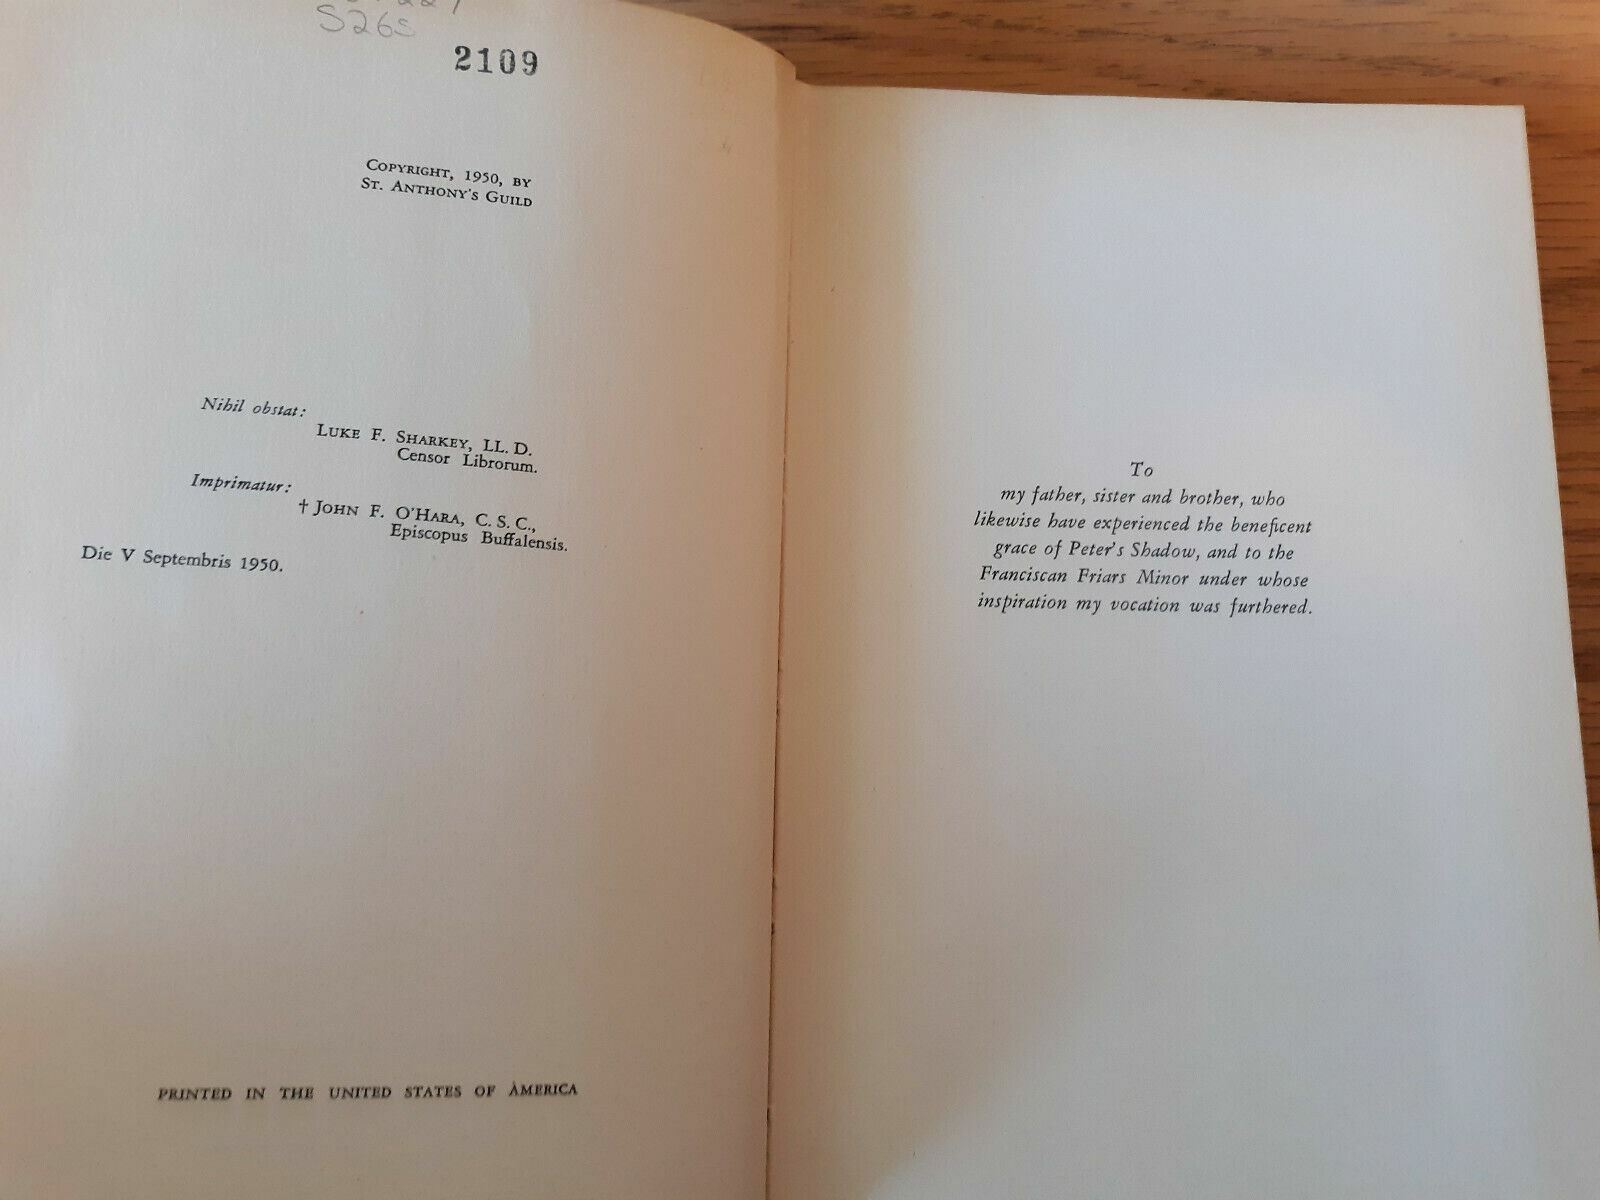 S26s
2109
COPYRIGHT, 1950, BY
ST. ANTHONY'S GUILD
Nihil obstat:
LUKE F. SHARKEY, LL. D.
Censor Librorum.
Imprimatur:
† JOHN F. O'HARA, C. S. C.,
Episcopus Buffalensis.
Die V Septembris 1950.
PRINTED IN THE UNITED STATES OF AMERICA
To
my father, sister and brother, who
likewise have experienced the beneficent
grace of Peter's Shadow, and to the
Franciscan Friars Minor under whose
inspiration my vocation was furthered.